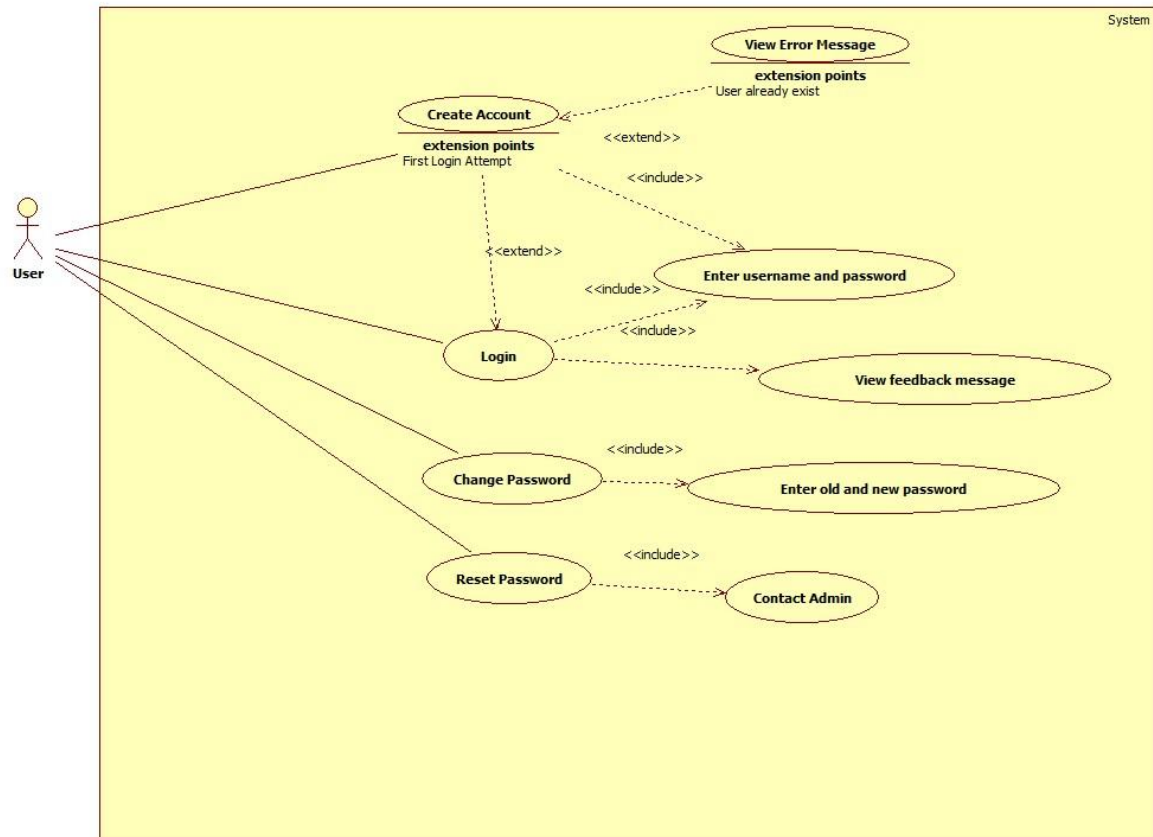 System
View Error Message
extension points
User already exist
Create Account
extension points
First Login Attempt
<<extend>>
<<include>>
<<extend>>
User
Enter username and password
<<include>>
<<include>>
Login
View feedback message
<<include>>
Change Password
Enter old and new password
<<include>>
Reset Password
Contact Admin